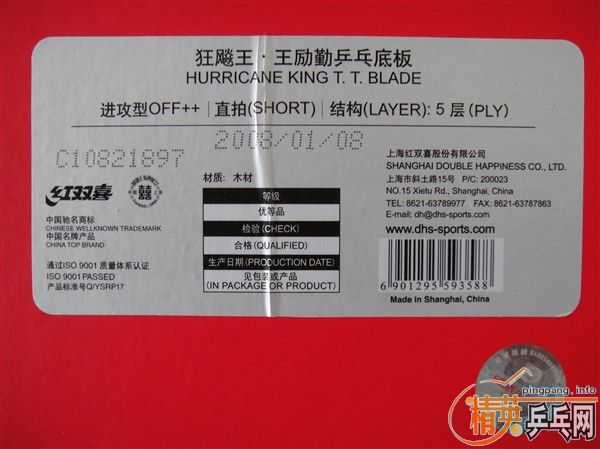 狂飚王·王励勤乒乓底板
HURRICANE KING T. T. BLADE
进攻型OFF++ 直拍(SHORT) 结构(LAYER): 5 层 (PLY)
2008/01/08
C10821897
红双喜
DOUBLE HAPPINESS
中国驰名商标
CHINESE WELLKNOWN TRADEMARK
中国名牌产品
CHINA TOP BRAND
通过ISO 9001 质量体系认证
ISO 9001 PASSED
产品标准号Q/YSRP17
材质: 木材
等级
优等品
检验(CHECK)
合格(QUALIFIED)
生产日期(PRODUCTION DATE)
见包装或产品
(IN PACKAGE OR PRODUCT)
上海红双喜股份有限公司
SHANGHAI DOUBLE HAPPINESS CO., LTD.
上海市斜土路15号 P/C: 200023
NO.15 Xietu Rd., Shanghai, China
TEL: 8621-63789977 FAX: 8621-63787863
E-mail: dh@dhs-sports.com
www.dhs-sports.com
6 901295 593588
Made in Shanghai, China
pingpang.info
精英乒乓网